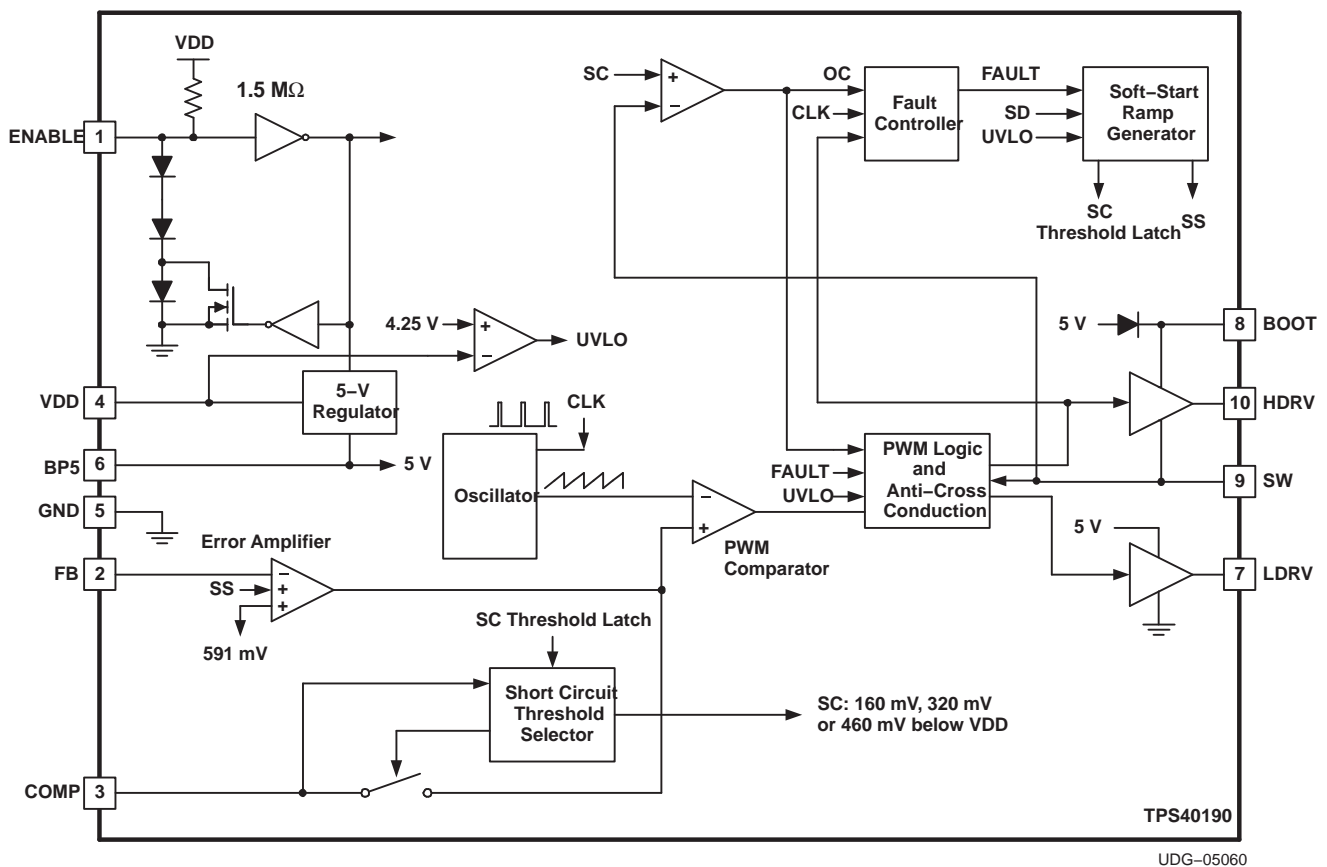 VDD
1.5 MΩ
ENABLE
1
SC
+
−
OC
CLK
Fault
Controller
FAULT
SD
UVLO
Soft−Start
Ramp
Generator
SC
Threshold Latch
SS
4.25 V
+
−
UVLO
5 V
8
BOOT
VDD
4
5−V
Regulator
CLK
10
HDRV
BP5
6
5 V
Oscillator
FAULT
UVLO
PWM Logic
and
Anti−Cross
Conduction
9
SW
GND
5
−
+
PWM
Comparator
5 V
Error Amplifier
FB
2
−
SS
+
+
591 mV
7
LDRV
SC Threshold Latch
Short Circuit
Threshold
Selector
SC: 160 mV, 320 mV
or 460 mV below VDD
COMP
3
TPS40190
UDG−05060